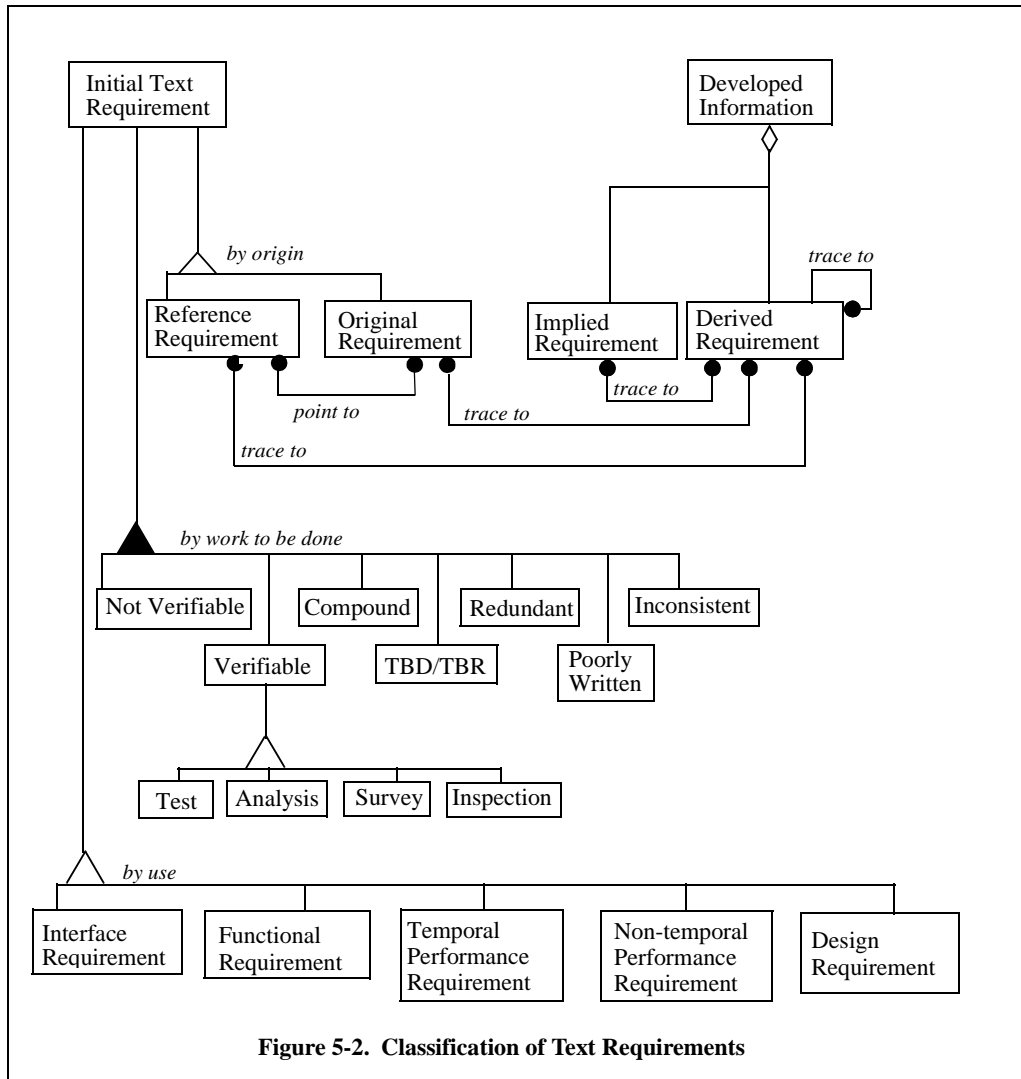 Initial Text
Requirement
Developed
Information
by origin
trace to
Reference
Requirement
Original
Requirement
Implied
Requirement
Derived
Requirement
point to
trace to
trace to
trace to
by work to be done
Not Verifiable
Compound
Redundant
Inconsistent
Verifiable
TBD/TBR
Poorly
Written
Test
Analysis
Survey
Inspection
by use
Interface
Requirement
Functional
Requirement
Temporal
Performance
Requirement
Non-temporal
Performance
Requirement
Design
Requirement
Figure 5-2. Classification of Text Requirements